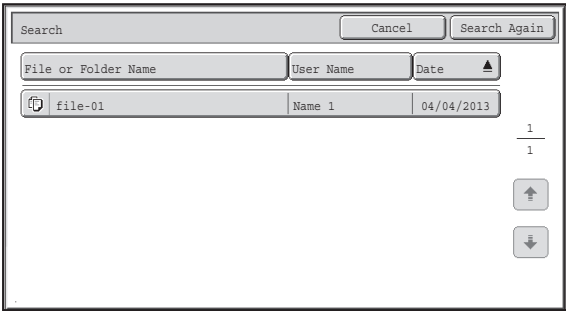 Search Cancel Search Again
File or Folder Name User Name Date
file-01 Name 1 04/04/2013
1
1